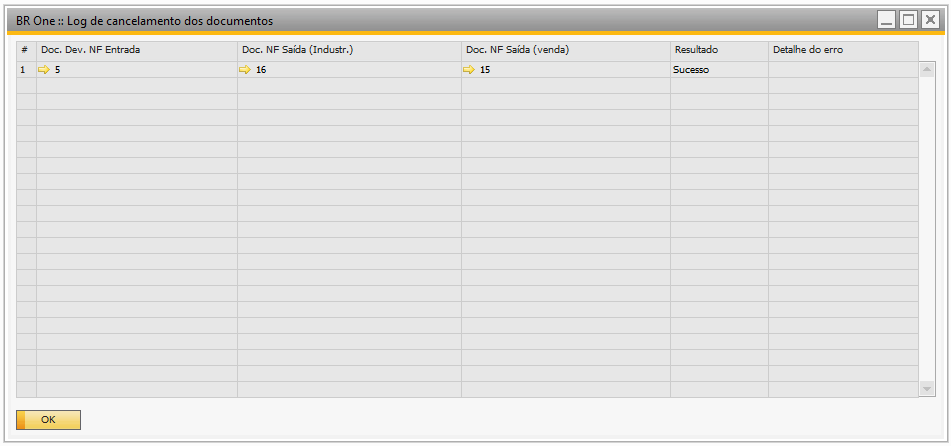 BR One :: Log de cancelamento dos documentos
# Doc. Dev. NF Entrada Doc. NF Saída (Industr.) Doc. NF Saída (venda) Resultado Detalhe do erro
1 5 16 15 Sucesso
OK